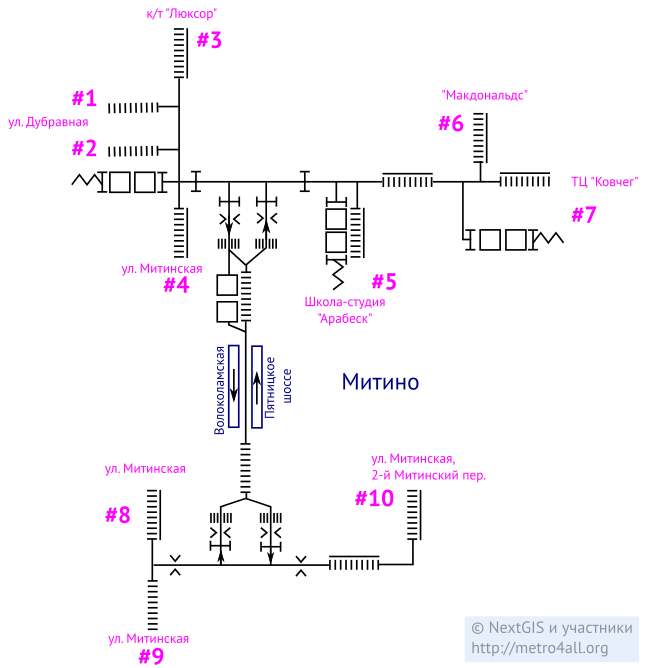 к/т "Люксор"
#3
#1
ул. Дубравная
#2
"Макдональдс"
#6
ТЦ "Ковчег"
#7
ул. Митинская
#4
#5
Школа-студия
"Арабеск"
Волоколамская
Пятницкое
шоссе
Митино
ул. Митинская
#8
ул. Митинская,
2-й Митинский пер.
#10
ул. Митинская
#9
© NextGIS и участники
http://metro4all.org